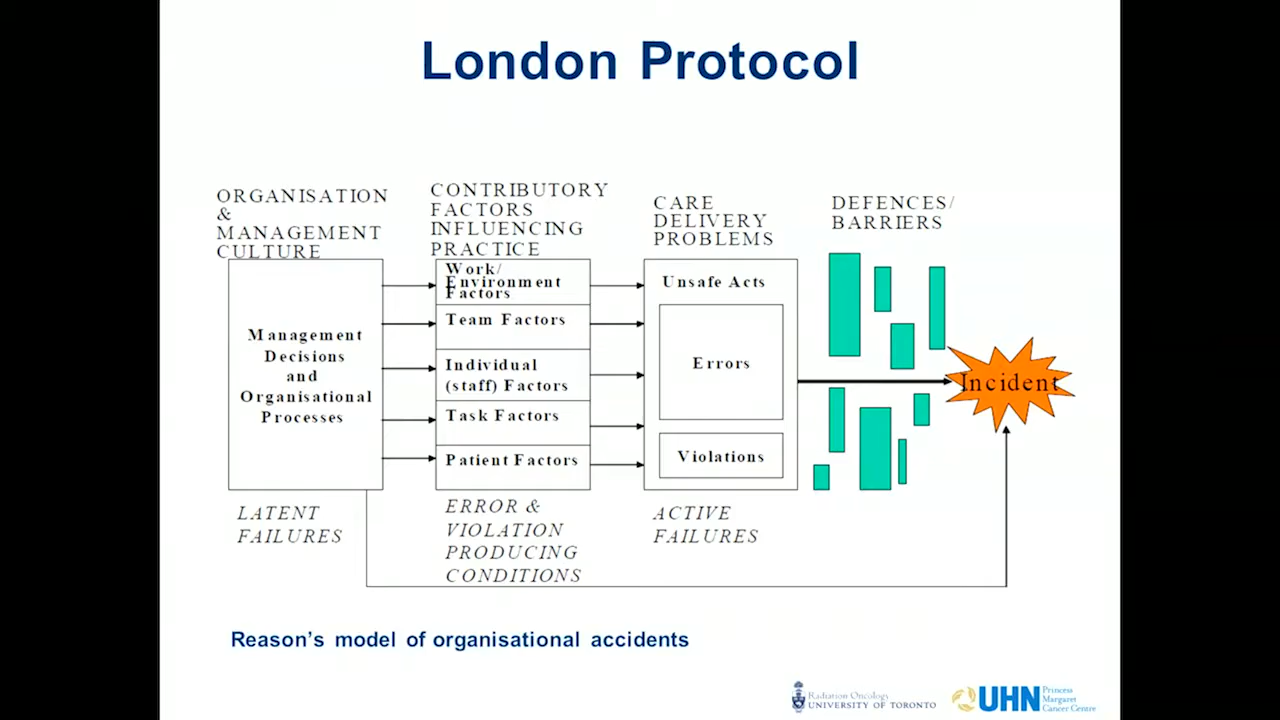 London Protocol
ORGANISATION
&
MANAGEMENT
CULTURE
CONTRIBUTORY
FACTORS
INFLUENCING
PRACTICE
CARE
DELIVERY
PROBLEMS
DEFENCES/
BARRIERS
Management
Decisions
and
Organisational
Processes
Work/
Environment
Factors
Team Factors
Individual
(staff) Factors
Task Factors
Patient Factors
Unsafe Acts
Errors
Violations
Incident
LATENT
FAILURES
ERROR &
VIOLATION
PRODUCING
CONDITIONS
ACTIVE
FAILURES
Reason's model of organisational accidents
Radiation Oncology
UNIVERSITY OF TORONTO
UHN
Princess
Margaret
Cancer Centre